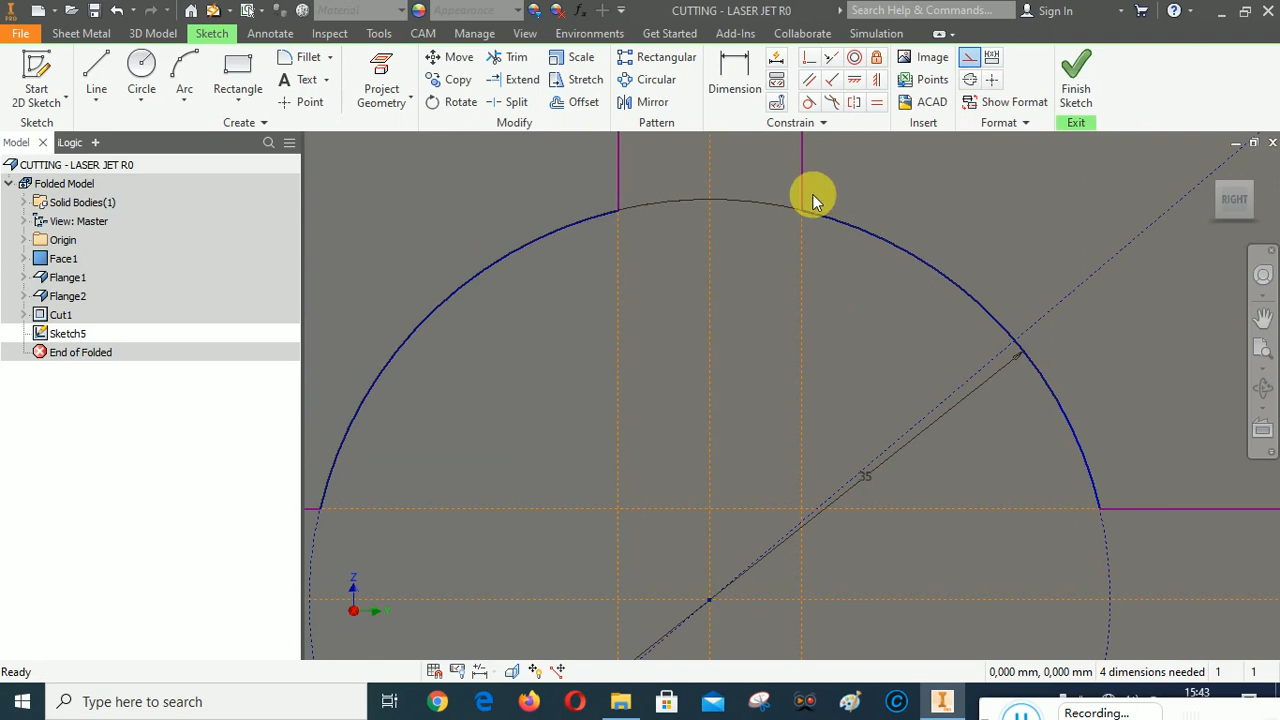 PRO
Material
Appearance
CUTTING - LASER JET R0
Search Help & Commands...
Sign In
File
Sheet Metal
3D Model
Sketch
Annotate
Inspect
Tools
CAM
Manage
View
Environments
Get Started
Add-Ins
Collaborate
Simulation
Start
2D Sketch
Line
Circle
Arc
Rectangle
Fillet
Text
Point
Project
Geometry
Move
Copy
Rotate
Trim
Extend
Split
Scale
Stretch
Offset
Rectangular
Circular
Mirror
Dimension
Image
Points
ACAD
Show Format
Finish
Sketch
Sketch
Create
Modify
Pattern
Constrain
Insert
Format
Exit
Model
iLogic
CUTTING - LASER JET R0
Folded Model
Solid Bodies(1)
View: Master
Origin
Face1
Flange1
Flange2
Cut1
Sketch5
End of Folded
RIGHT
35
Z
Ready
0,000 mm, 0,000 mm
4 dimensions needed
1
1
Type here to search
15:43
Recording...